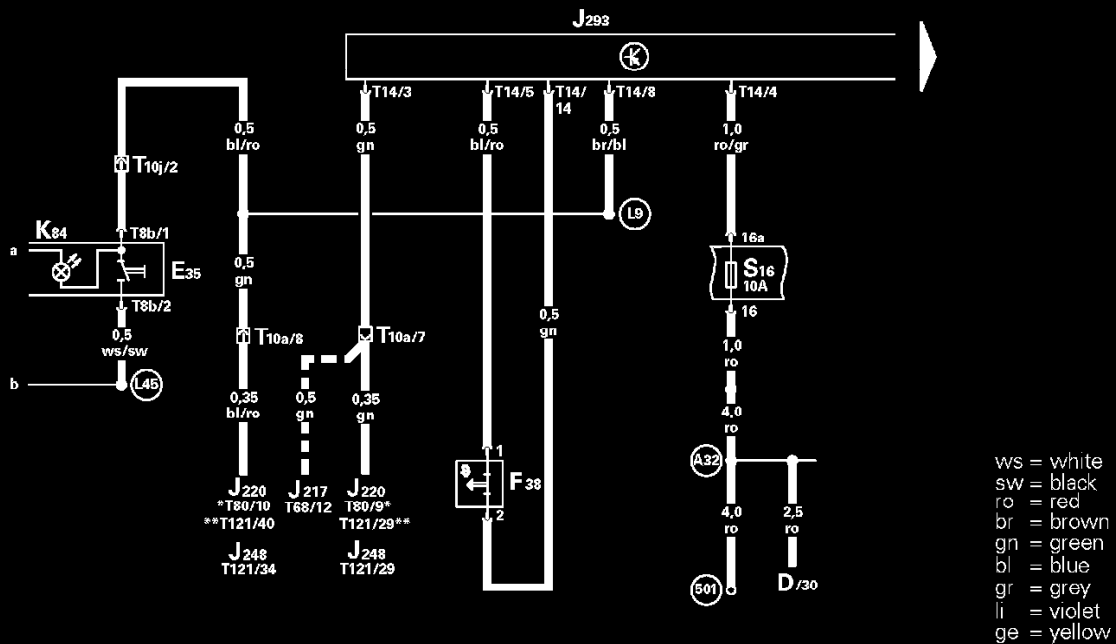 J293
T14/3
T14/5
T14/
14
T14/8
T14/4
0,5
bl/ro
0,5
gn
0,5
bl/ro
0,5
br/bl
1,0
ro/gr
T10j/2
L9
K84
T8b/1
a
E35
T8b/2
0,5
gn
16a
S16
10A
16
0,5
ws/sw
T10a/8
T10a/7
0,5
gn
1,0
ro
b
L45
0,35
bl/ro
0,5
gn
0,35
gn
4,0
ro
1
F38
2
A32
J220
*T80/10
**T121/40
J217
T68/12
J220
T80/9*
T121/29**
4,0
ro
2,5
ro
J248
T121/34
J248
T121/29
501
D/30
ws = white
sw = black
ro = red
br = brown
gn = green
bl = blue
gr = grey
li = violet
ge = yellow